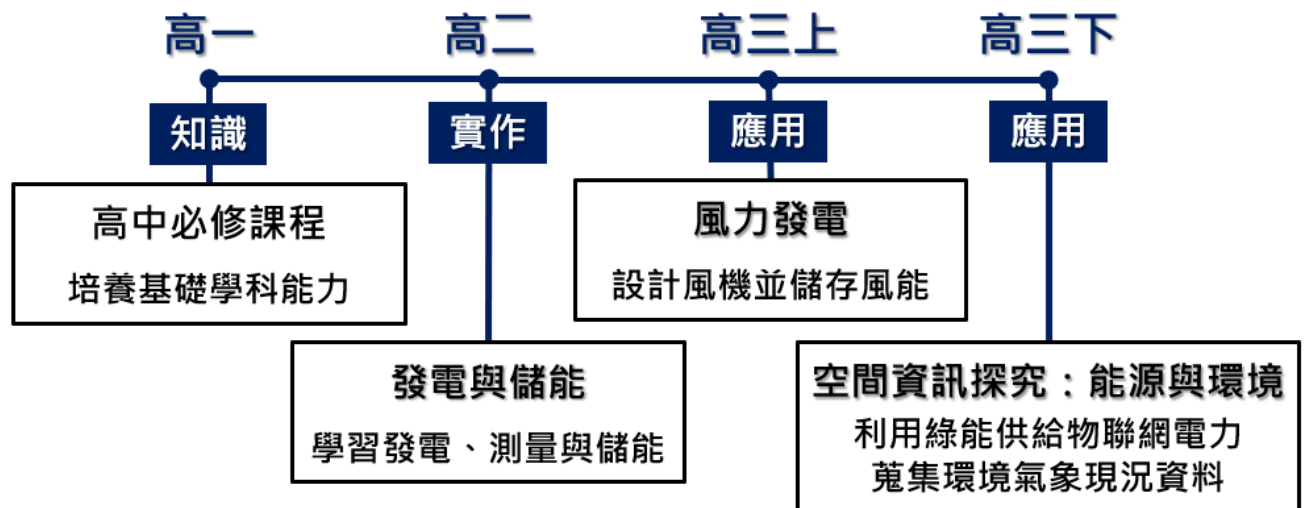 高一
高二
高三上
高三下
知識
實作
應用
應用
高中必修課程
培養基礎學科能力
風力發電
設計風機並儲存風能
發電與儲能
學習發電、測量與儲能
空間資訊探究：能源與環境
利用綠能供給物聯網電力
蒐集環境氣象現況資料